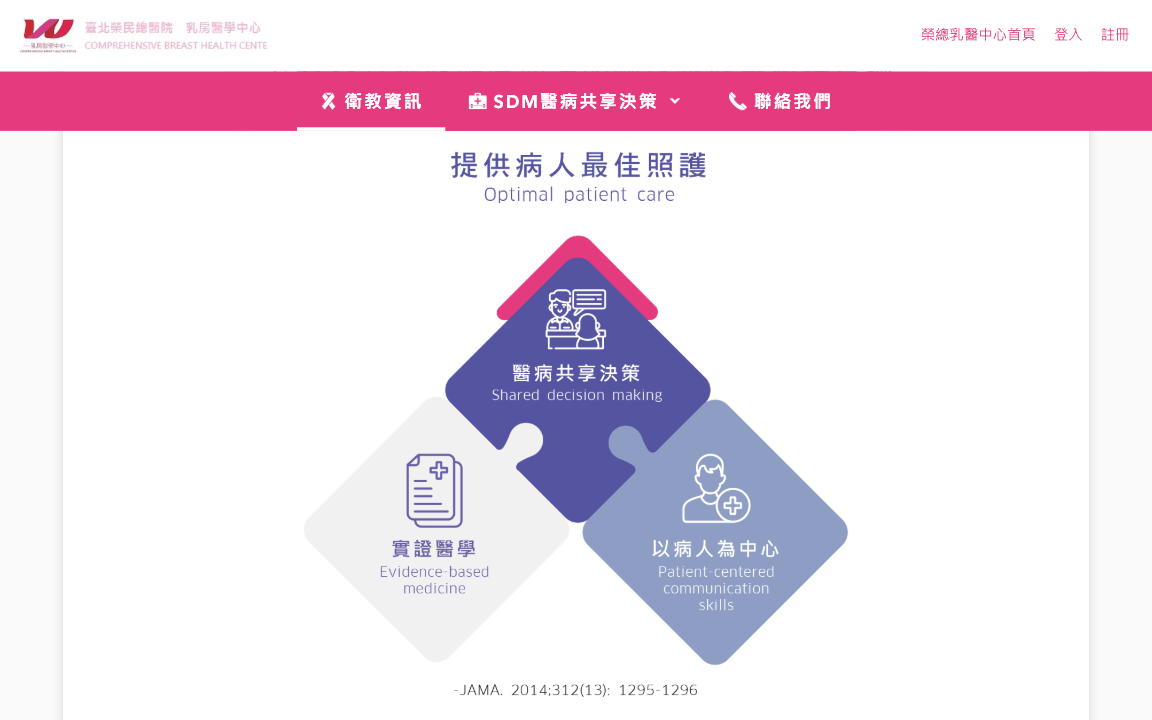 臺北榮民總醫院 乳房醫學中心
COMPREHENSIVE BREAST HEALTH CENTE
榮總乳醫中心首頁 登入 註冊
衛教資訊 SDM醫病共享決策 聯絡我們
提供病人最佳照護
Optimal patient care
醫病共享決策
Shared decision making
實證醫學
Evidence-based
medicine
以病人為中心
Patient-centered
communication
skills
-JAMA. 2014;312(13): 1295-1296